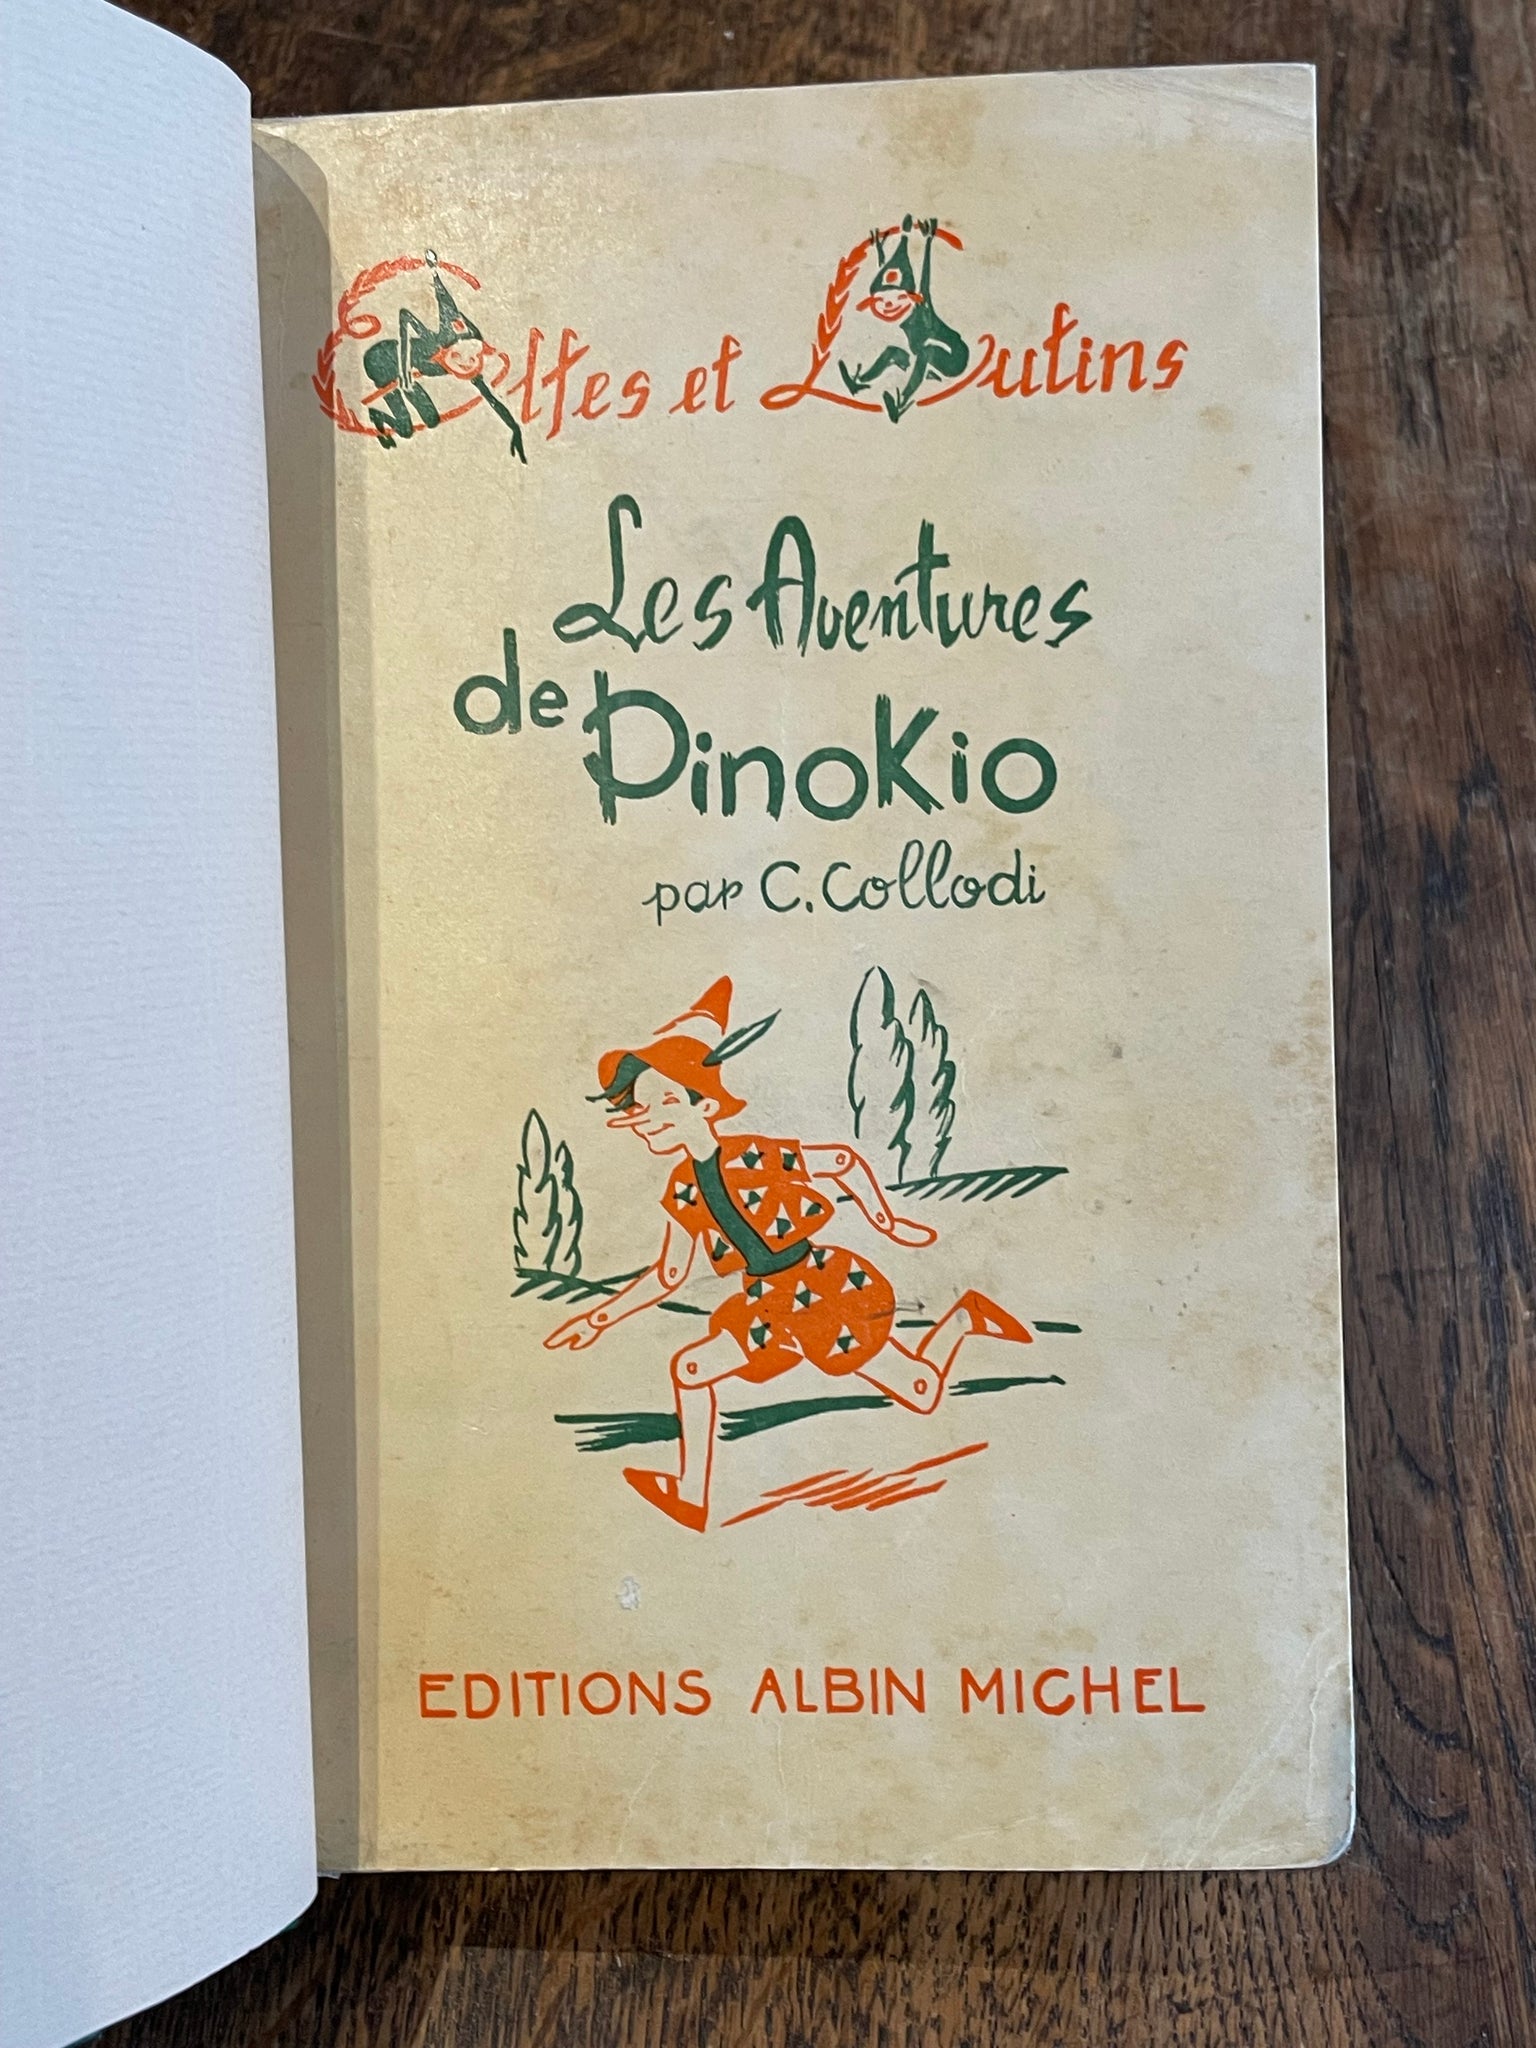 Elfes et Lutins
Les Aventures
de Pinokio
par C. Collodi
EDITIONS ALBIN MICHEL